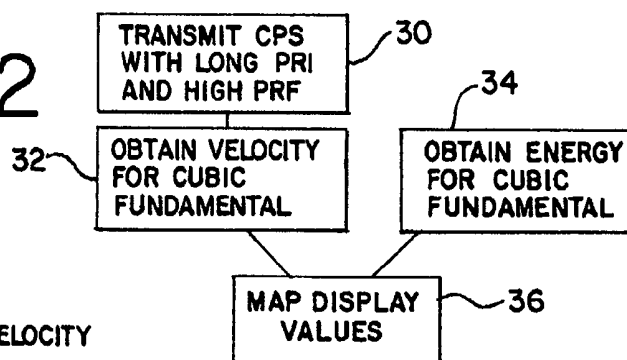 2
TRANSMIT CPS
WITH LONG PRI
AND HIGH PRF
30
32
OBTAIN VELOCITY
FOR CUBIC
FUNDAMENTAL
34
OBTAIN ENERGY
FOR CUBIC
FUNDAMENTAL
MAP DISPLAY
VALUES
36
ELOCITY